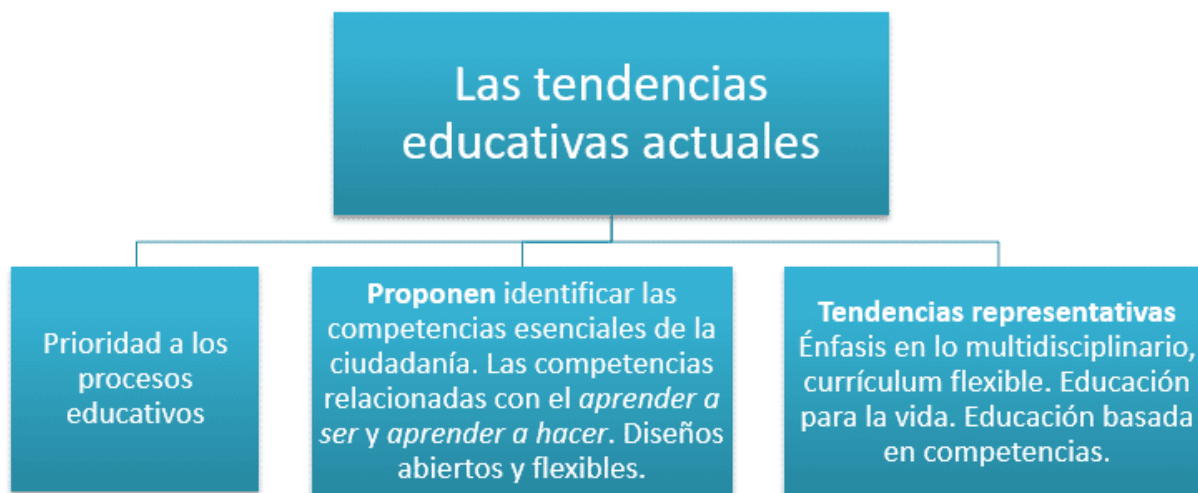 Las tendencias
educativas actuales
Prioridad a los
procesos
educativos
Proponen identificar las
competencias esenciales de la
ciudadanía. Las competencias
relacionadas con el aprender a
ser y aprender a hacer. Diseños
abiertos y flexibles.
Tendencias representativas
Énfasis en lo multidisciplinario,
currículum flexible. Educación
para la vida. Educación basada
en competencias.